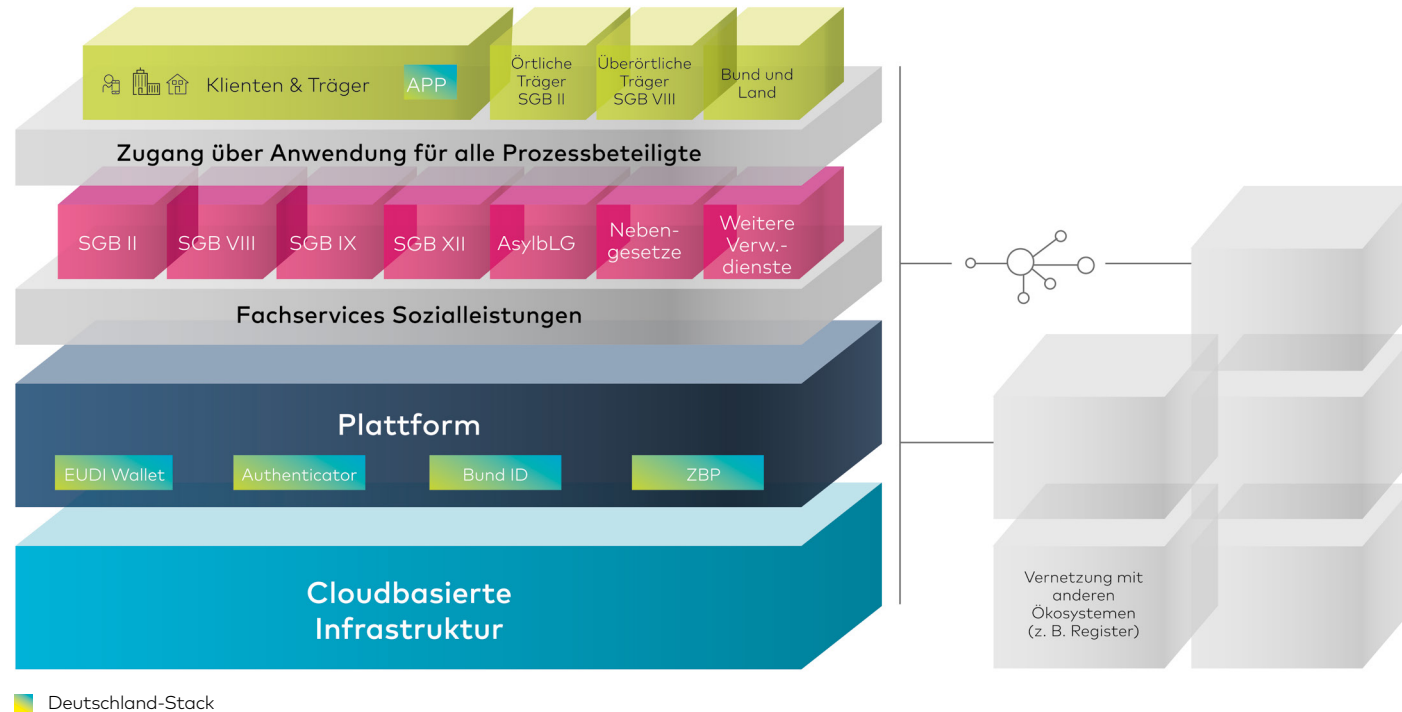 Klienten & Träger
APP
Örtliche
Träger
SGB II
Überörtliche
Träger
SGB VIII
Bund und
Land
Zugang über Anwendung für alle Prozessbeteiligte
SGB II
SGB VIII
SGB IX
SGB XII
AsylbLG
Neben-
gesetze
Weitere
Verw.-
dienste
Fachservices Sozialleistungen
Plattform
EUDI Wallet
Authenticator
Bund ID
ZBP
Cloudbasierte
Infrastruktur
Vernetzung mit
anderen
Ökosystemen
(z. B. Register)
Deutschland-Stack